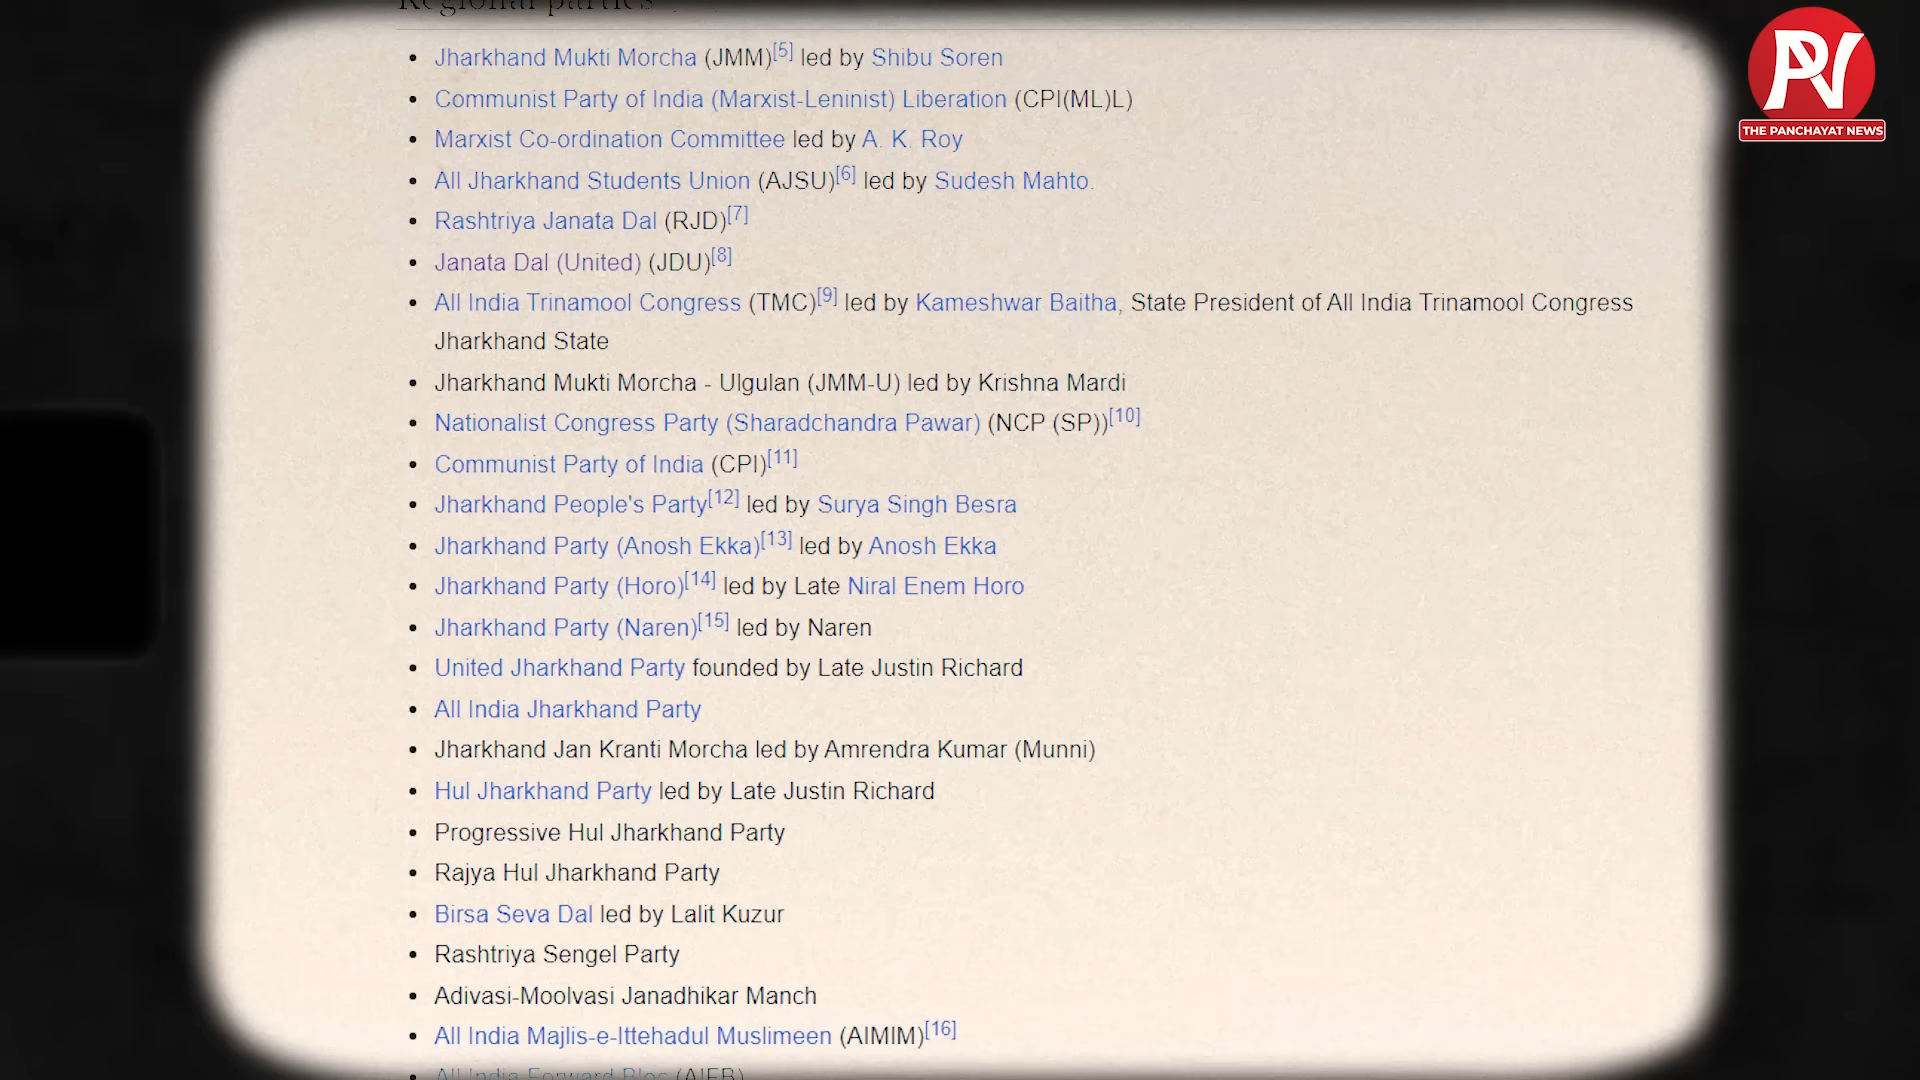 Regional parties
Jharkhand Mukti Morcha (JMM)[5] led by Shibu Soren
Communist Party of India (Marxist-Leninist) Liberation (CPI(ML)L)
Marxist Co-ordination Committee led by A. K. Roy
All Jharkhand Students Union (AJSU)[6] led by Sudesh Mahto.
Rashtriya Janata Dal (RJD)[7]
Janata Dal (United) (JDU)[8]
All India Trinamool Congress (TMC)[9] led by Kameshwar Baitha, State President of All India Trinamool Congress
Jharkhand State
Jharkhand Mukti Morcha - Ulgulan (JMM-U) led by Krishna Mardi
Nationalist Congress Party (Sharadchandra Pawar) (NCP (SP))[10]
Communist Party of India (CPI)[11]
Jharkhand People's Party[12] led by Surya Singh Besra
Jharkhand Party (Anosh Ekka)[13] led by Anosh Ekka
Jharkhand Party (Horo)[14] led by Late Niral Enem Horo
Jharkhand Party (Naren)[15] led by Naren
United Jharkhand Party founded by Late Justin Richard
All India Jharkhand Party
Jharkhand Jan Kranti Morcha led by Amrendra Kumar (Munni)
Hul Jharkhand Party led by Late Justin Richard
Progressive Hul Jharkhand Party
Rajya Hul Jharkhand Party
Birsa Seva Dal led by Lalit Kuzur
Rashtriya Sengel Party
Adivasi-Moolvasi Janadhikar Manch
All India Majlis-e-Ittehadul Muslimeen (AIMIM)[16]
All India Forward Bloc (AIFB)
PN
THE PANCHAYAT NEWS